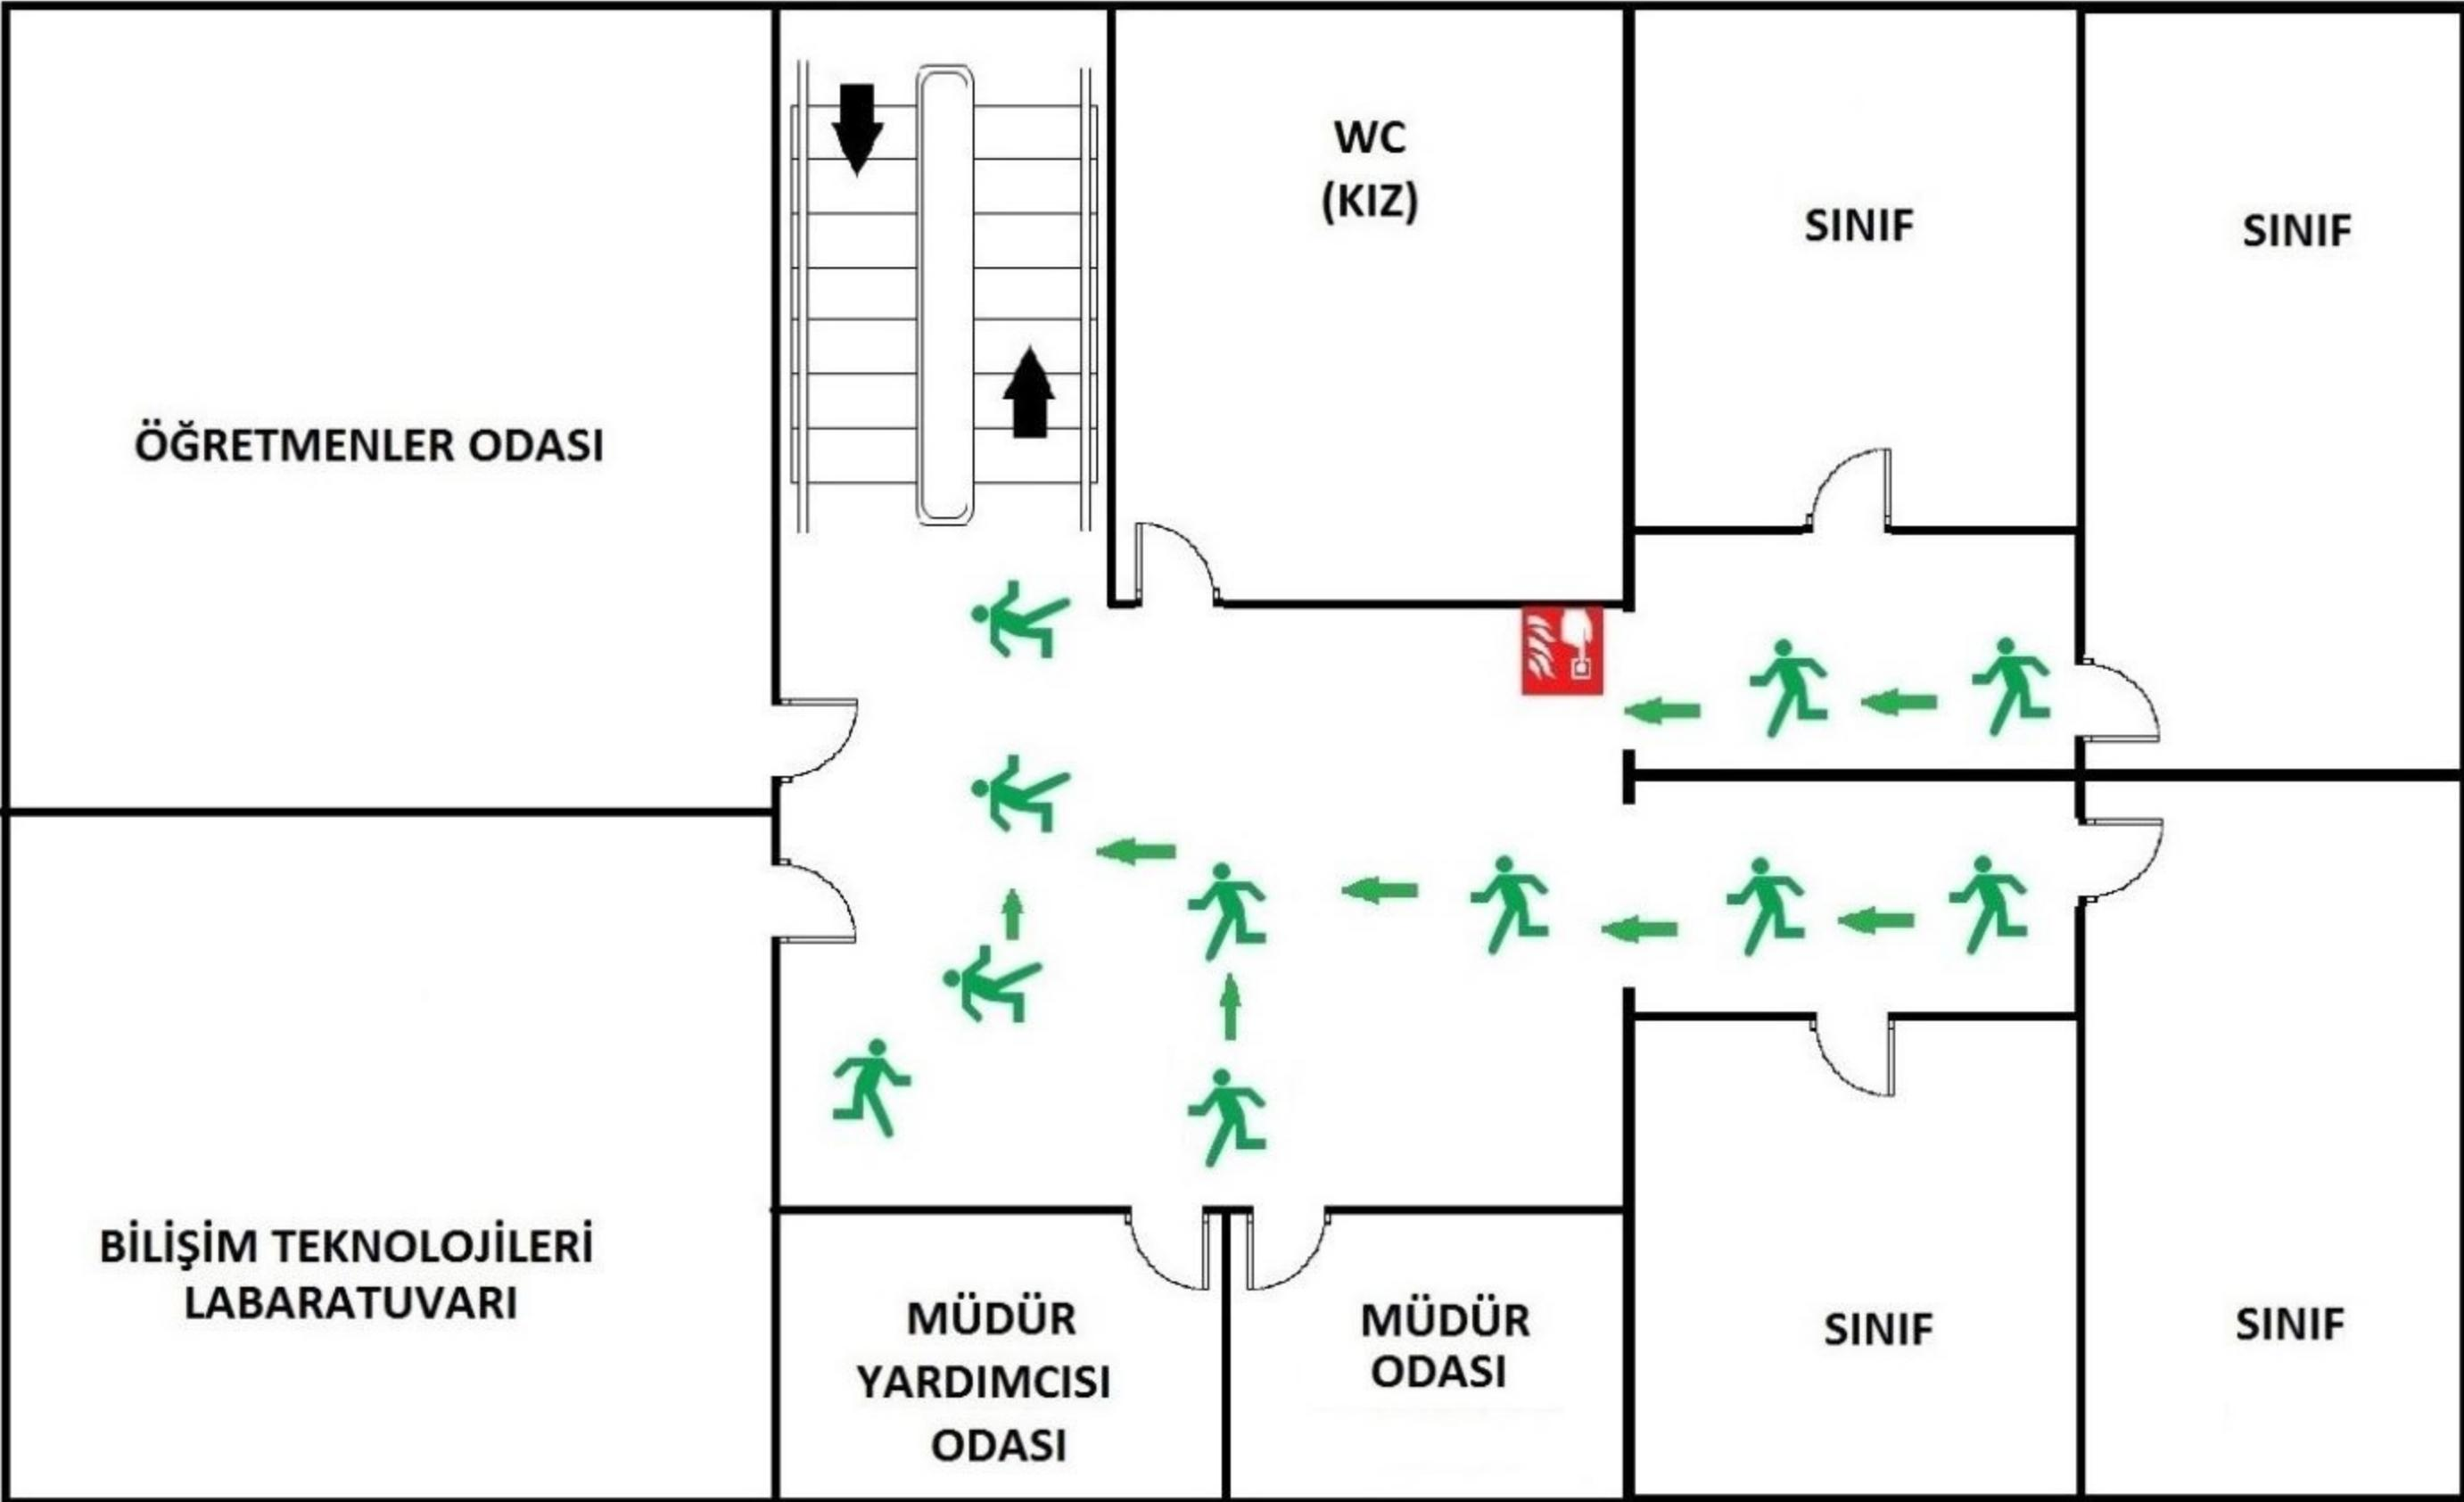 WC
(KIZ)
SINIF
SINIF
ÖĞRETMENLER ODASI
BİLİŞİM TEKNOLOJİLERİ
LABARATUVARI
MÜDÜR
YARDIMCISI
ODASI
MÜDÜR
ODASI
SINIF
SINIF